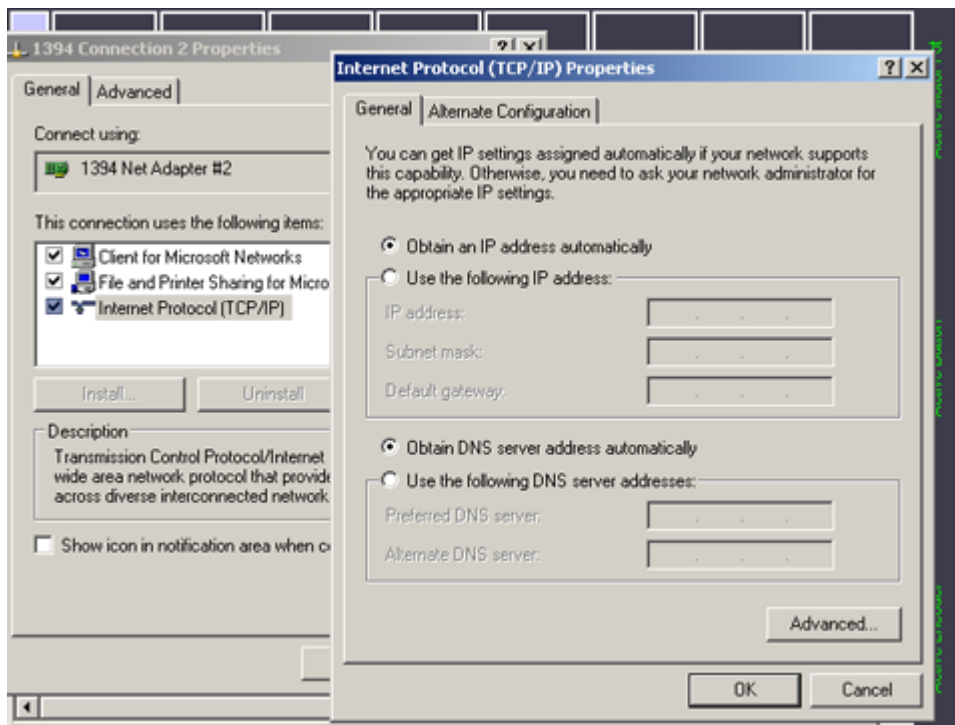 1394 Connection 2 Properties
General
Advanced
Connect using:
1394 Net Adapter #2
This connection uses the following items:
Client for Microsoft Networks
File and Printer Sharing for Micro
Internet Protocol (TCP/IP)
Install...
Uninstall
Description
Transmission Control Protocol/Internet
wide area network protocol that provide
across diverse interconnected network
Show icon in notification area when
Internet Protocol (TCP/IP) Properties
General
Alternate Configuration
You can get IP settings assigned automatically if your network supports
this capability. Otherwise, you need to ask your network administrator for
the appropriate IP settings.
Obtain an IP address automatically
Use the following IP address:
IP address:
Subnet mask:
Default gateway:
Obtain DNS server address automatically
Use the following DNS server addresses:
Preferred DNS server:
Alternate DNS server:
Advanced...
OK
Cancel